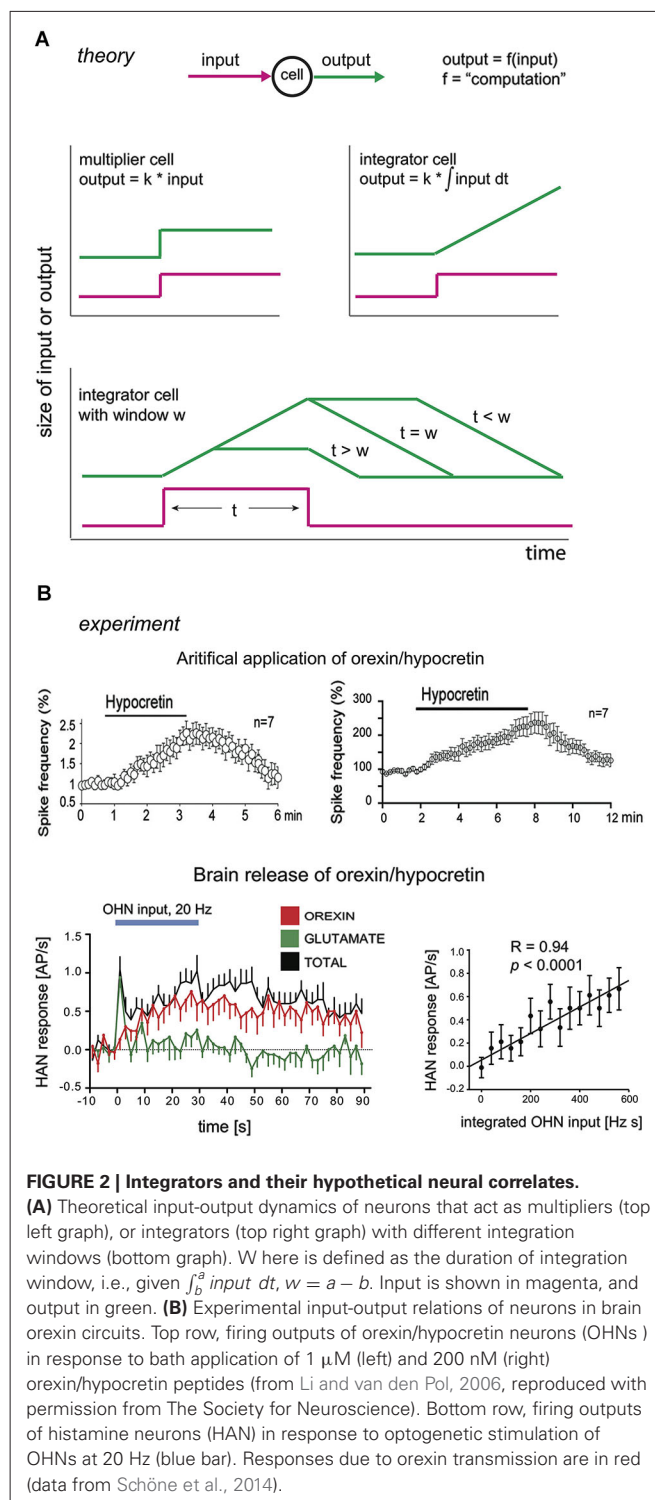 A
theory
input
cell
output
output = f(input)
f = “computation”
size of input or output
multiplier cell
output = k * input
integrator cell
output = k * ∫ input dt
integrator cell
with window w
t > w
t = w
t < w
t
time
B
experiment
Aritifical application of orexin/hypocretin
Spike frequency (%)
2.5
2.0
1.5
1
0.5
Hypocretin
n=7
0 1 2 3 4 5 6 min
Spike frequency (%)
300
200
100
0
Hypocretin
n=7
0 2 4 6 8 10 12 min
Brain release of orexin/hypocretin
OHN input, 20 Hz
OREXIN
GLUTAMATE
TOTAL
HAN response [AP/s]
1.5
1.0
0.5
0.0
-0.5
-10 0 10 20 30 40 50 60 70 80 90
time [s]
R = 0.94
p < 0.0001
HAN response [AP/s]
1.0
0.8
0.6
0.4
0.2
0.0
-0.2
0 200 400 600
integrated OHN input [Hz s]
FIGURE 2 | Integrators and their hypothetical neural correlates.
(A) Theoretical input-output dynamics of neurons that act as multipliers (top
left graph), or integrators (top right graph) with different integration
windows (bottom graph). W here is defined as the duration of integration
window, i.e., given ∫ᵇᵃ input dt, w = a − b. Input is shown in magenta, and
output in green. (B) Experimental input-output relations of neurons in brain
orexin circuits. Top row, firing outputs of orexin/hypocretin neurons (OHNs )
in response to bath application of 1 μM (left) and 200 nM (right)
orexin/hypocretin peptides (from Li and van den Pol, 2006, reproduced with
permission from The Society for Neuroscience). Bottom row, firing outputs
of histamine neurons (HAN) in response to optogenetic stimulation of
OHNs at 20 Hz (blue bar). Responses due to orexin transmission are in red
(data from Schöne et al., 2014).